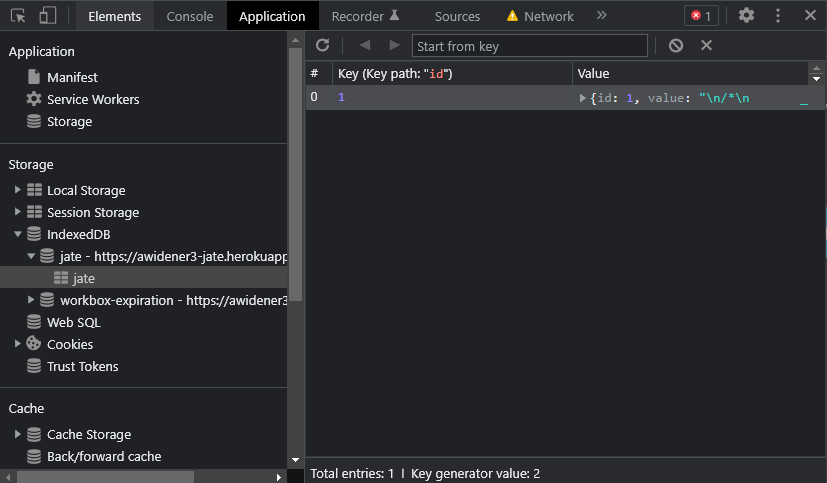 Elements Console Application Recorder Sources Network 1
Application
Manifest
Service Workers
Storage
Storage
Local Storage
Session Storage
IndexedDB
jate - https://awidener3-jate.herokuapp
jate
workbox-expiration - https://awidener3
Web SQL
Cookies
Trust Tokens
Cache
Cache Storage
Back/forward cache
Start from key
# Key (Key path: "id") Value
0 1 {id: 1, value: "\n/*\n _
Total entries: 1 | Key generator value: 2